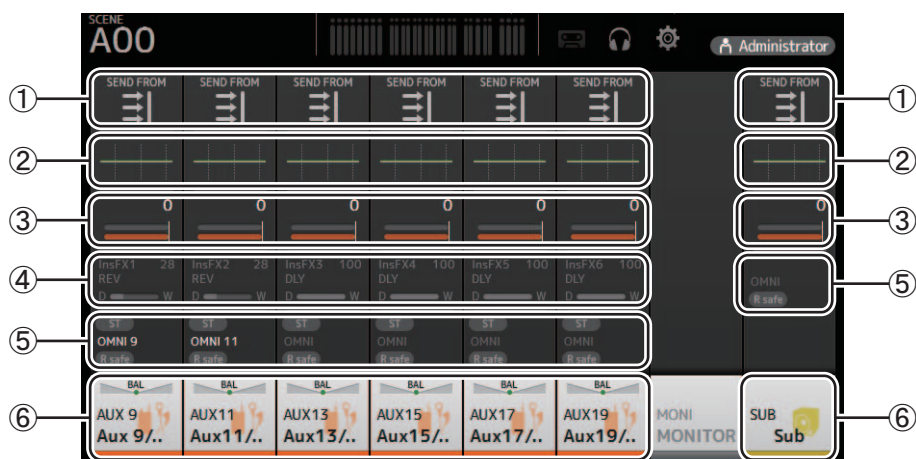 SCENE
A00
Administrator
① SEND FROM SEND FROM SEND FROM SEND FROM SEND FROM SEND FROM SEND FROM ①
② ②
③ 0 0 0 0 0 0 0 ③
④ InsFX1 28 InsFX2 28 InsFX3 100 InsFX4 100 InsFX5 100 InsFX6 100
REV REV DLY DLY DLY DLY OMNI ⑤
D W D W D W D W D W D W R safe
ST ST ST ST ST ST
⑤ OMNI 9 OMNI 11 OMNI OMNI OMNI OMNI
R safe R safe R safe R safe R safe R safe
BAL BAL BAL BAL BAL BAL
⑥ AUX 9 AUX11 AUX13 AUX15 AUX17 AUX19 MONI SUB ⑥
Aux 9/.. Aux11/.. Aux13/.. Aux15/.. Aux17/.. Aux19/.. MONITOR Sub